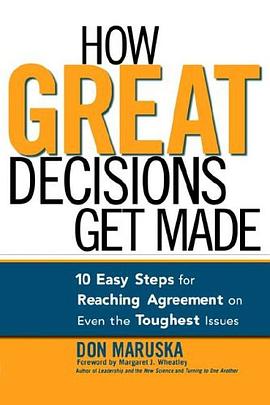 HOW
GREAT
DECISIONS
GET MADE
10 Easy Steps for
Reaching Agreement on
Even the Toughest Issues
DON MARUSKA
Foreword by Margaret J. Wheatley
Author of Leadership and the New Science and Turning to One Another